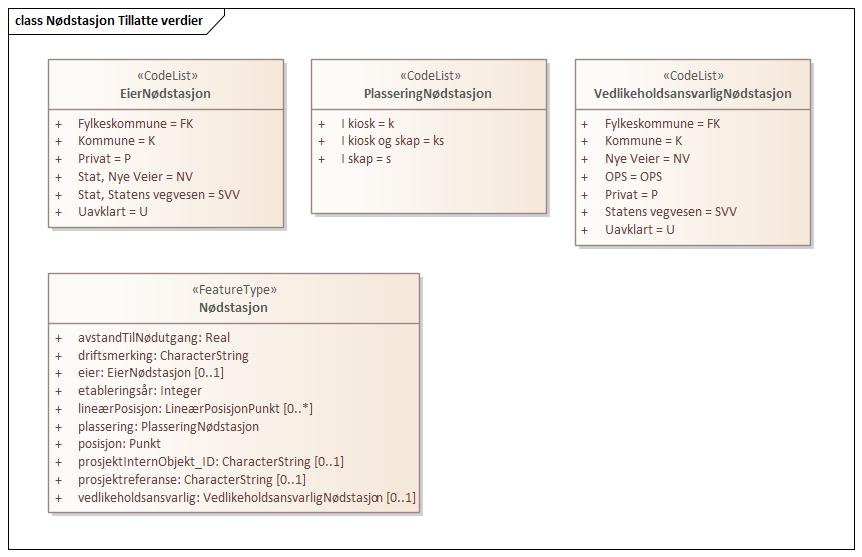 class Nødstasjon Tillatte verdier
«CodeList»
EierNødstasjon
+ Fylkeskommune = FK
+ Kommune = K
+ Privat = P
+ Stat, Nye Veier = NV
+ Stat, Statens vegvesen = SVV
+ Uavklart = U
«CodeList»
PlasseringNødstasjon
+ I kiosk = k
+ I kiosk og skap = ks
+ I skap = s
«CodeList»
VedlikeholdsansvarligNødstasjon
+ Fylkeskommune = FK
+ Kommune = K
+ Nye Veier = NV
+ OPS = OPS
+ Privat = P
+ Statens vegvesen = SVV
+ Uavklart = U
«FeatureType»
Nødstasjon
+ avstandTilNødutgang: Real
+ driftsmerking: CharacterString
+ eier: EierNødstasjon [0..1]
+ etableringsår: Integer
+ lineærPosisjon: LineærPosisjonPunkt [0..*]
+ plassering: PlasseringNødstasjon
+ posisjon: Punkt
+ prosjektInternObjekt_ID: CharacterString [0..1]
+ prosjektreferanse: CharacterString [0..1]
+ vedlikeholdsansvarlig: VedlikeholdsansvarligNødstasjon [0..1]